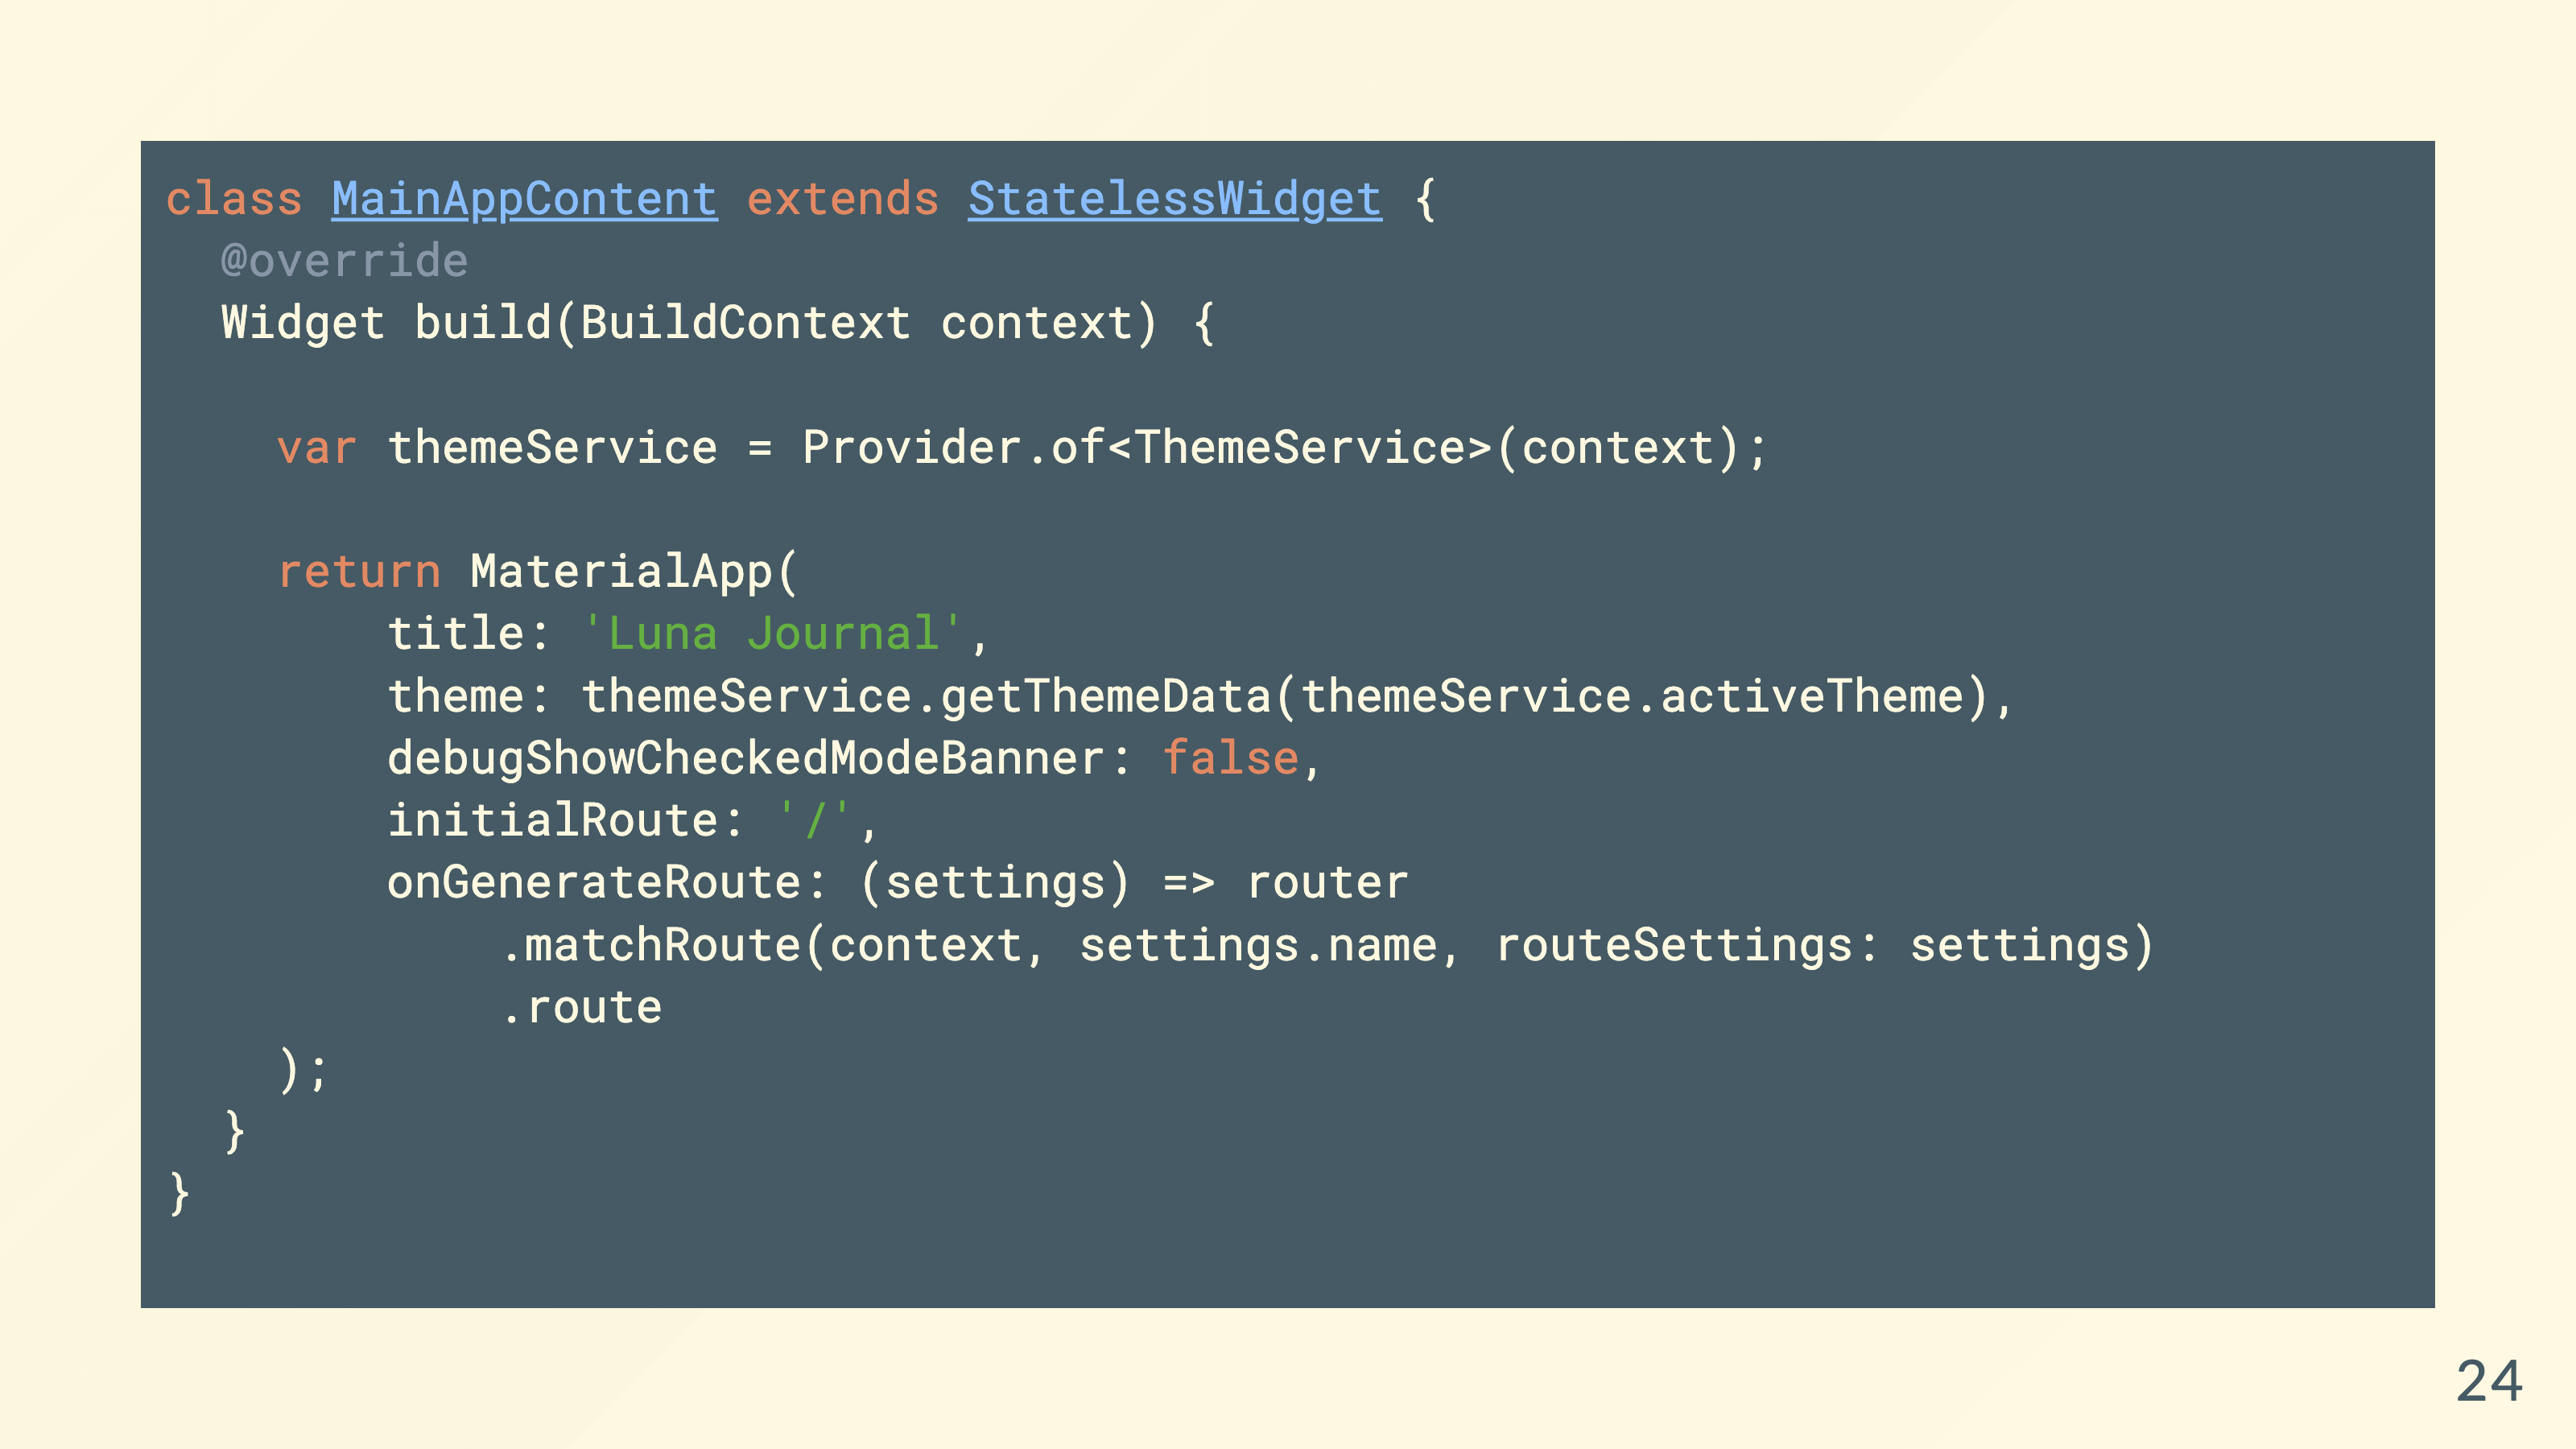 class MainAppContent extends StatelessWidget {
  @override
  Widget build(BuildContext context) {

    var themeService = Provider.of<ThemeService>(context);

    return MaterialApp(
        title: 'Luna Journal',
        theme: themeService.getThemeData(themeService.activeTheme),
        debugShowCheckedModeBanner: false,
        initialRoute: '/',
        onGenerateRoute: (settings) => router
            .matchRoute(context, settings.name, routeSettings: settings)
            .route
    );
  }
}
24